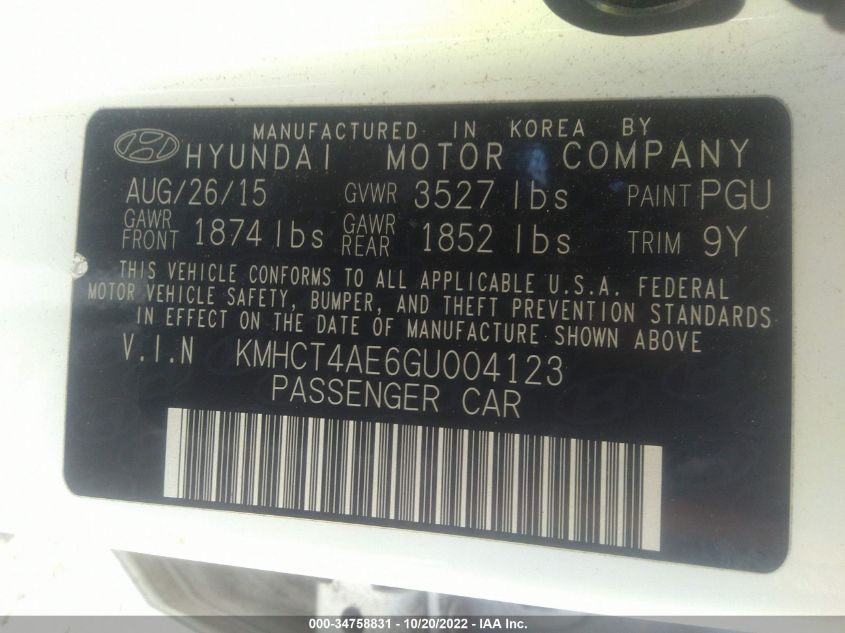 MANUFACTURED IN KOREA BY
HYUNDAI MOTOR COMPANY
AUG/26/15 GVWR 3527 lbs PAINT PGU
GAWR FRONT 1874 lbs GAWR REAR 1852 lbs TRIM 9Y
THIS VEHICLE CONFORMS TO ALL APPLICABLE U.S.A. FEDERAL
MOTOR VEHICLE SAFETY, BUMPER, AND THEFT PREVENTION STANDARDS
IN EFFECT ON THE DATE OF MANUFACTURE SHOWN ABOVE
V.I.N KMHCT4AE6GU004123
PASSENGER CAR
000-34758831 - 10/20/2022 - IAA Inc.